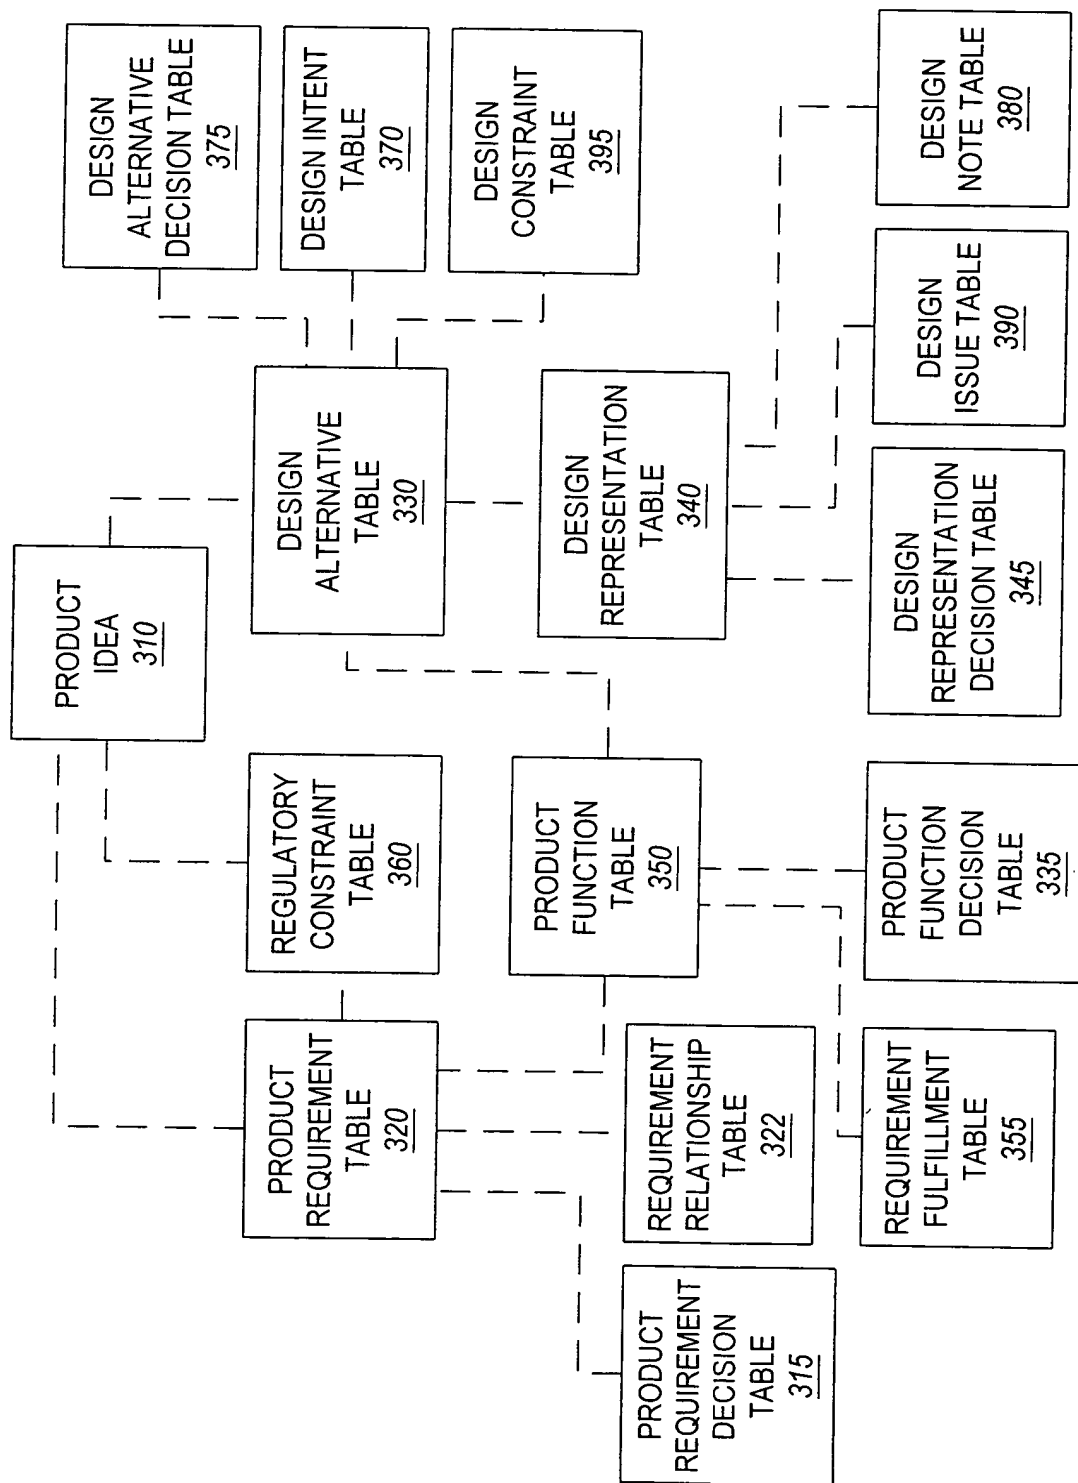 PRODUCT
IDEA
310
PRODUCT
REQUIREMENT
TABLE
320
REGULATORY
CONSTRAINT
TABLE
360
DESIGN
ALTERNATIVE
TABLE
330
DESIGN
ALTERNATIVE
DECISION TABLE
375
DESIGN INTENT
TABLE
370
DESIGN
CONSTRAINT
TABLE
395
PRODUCT
FUNCTION
TABLE
350
DESIGN
REPRESENTATION
TABLE
340
PRODUCT
REQUIREMENT
DECISION
TABLE
315
REQUIREMENT
RELATIONSHIP
TABLE
322
REQUIREMENT
FULFILLMENT
TABLE
355
PRODUCT
FUNCTION
DECISION
TABLE
335
DESIGN
REPRESENTATION
DECISION TABLE
345
DESIGN
ISSUE TABLE
390
DESIGN
NOTE TABLE
380